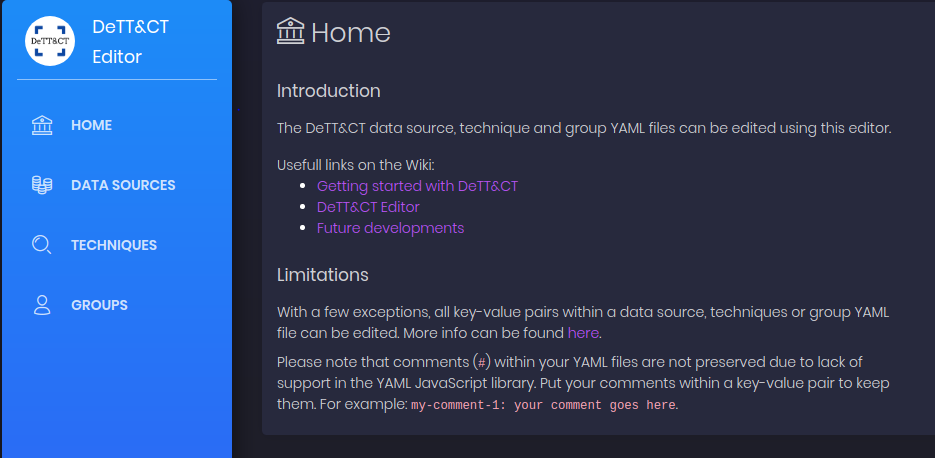 DeTT&CT
DeTT&CT
Editor
HOME
DATA SOURCES
TECHNIQUES
GROUPS
Home
Introduction
The DeTT&CT data source, technique and group YAML files can be edited using this editor.
Usefull links on the Wiki:
Getting started with DeTT&CT
DeTT&CT Editor
Future developments
Limitations
With a few exceptions, all key-value pairs within a data source, techniques or group YAML
file can be edited. More info can be found here.
Please note that comments (#) within your YAML files are not preserved due to lack of
support in the YAML JavaScript library. Put your comments within a key-value pair to keep
them. For example: my-comment-1: your comment goes here.